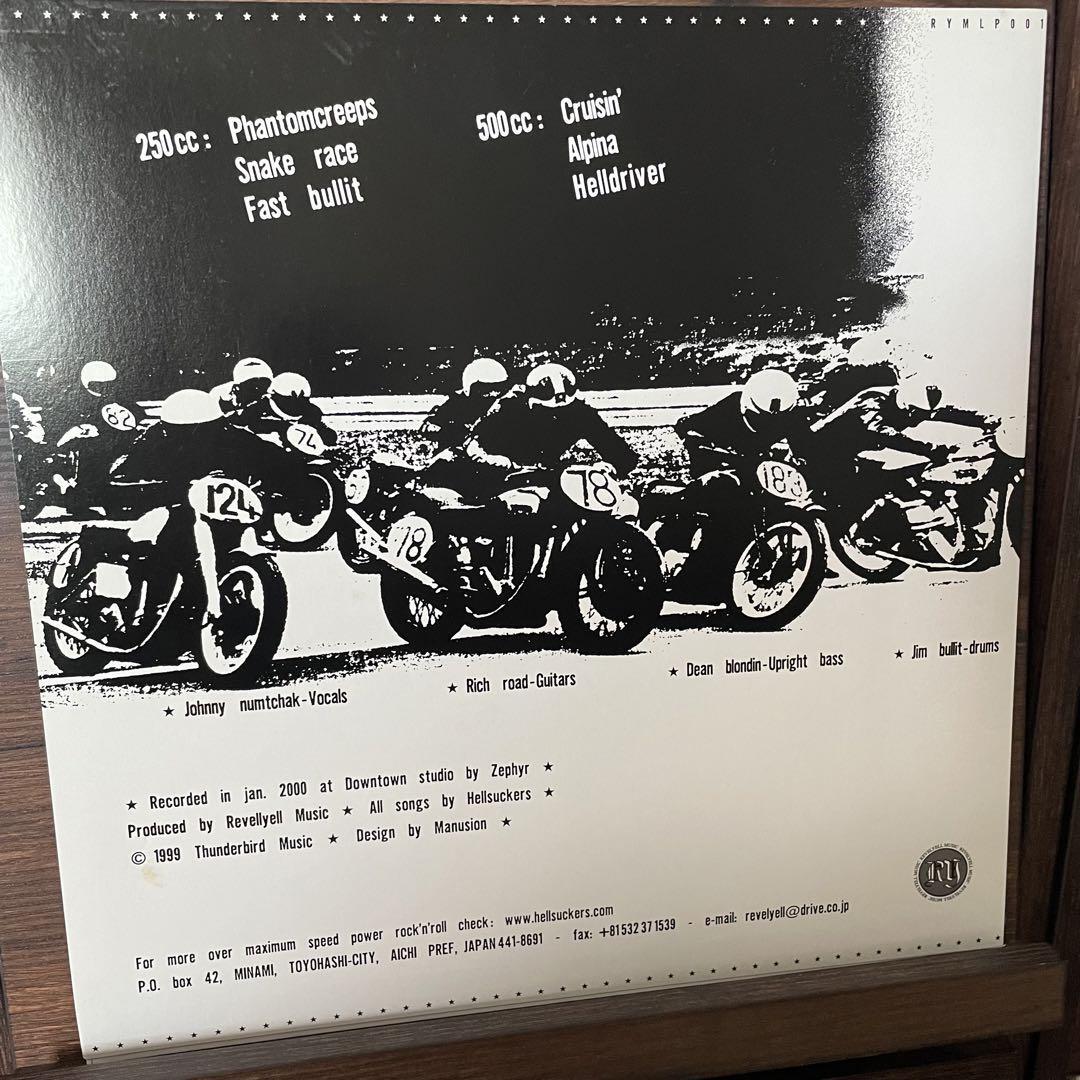 RYMLP001
250cc: Phantomcreeps
Snake race
Fast bullit
500cc: Cruisin'
Alpina
Helldriver
82
74
124
78
78
183
★ Johnny numtchak-Vocals
★ Rich road-Guitars
★ Dean blondin-Upright bass
★ Jim bullit-drums
★ Recorded in jan. 2000 at Downtown studio by Zephyr ★
Produced by Revellyell Music ★ All songs by Hellsuckers ★
© 1999 Thunderbird Music ★ Design by Manusion ★
RY
For more over maximum speed power rock'n'roll check: www.hellsuckers.com
P.O. box 42, MINAMI, TOYOHASHI-CITY, AICHI PREF, JAPAN 441-8691 - fax: +81532371539 - e-mail: revelyell@drive.co.jp